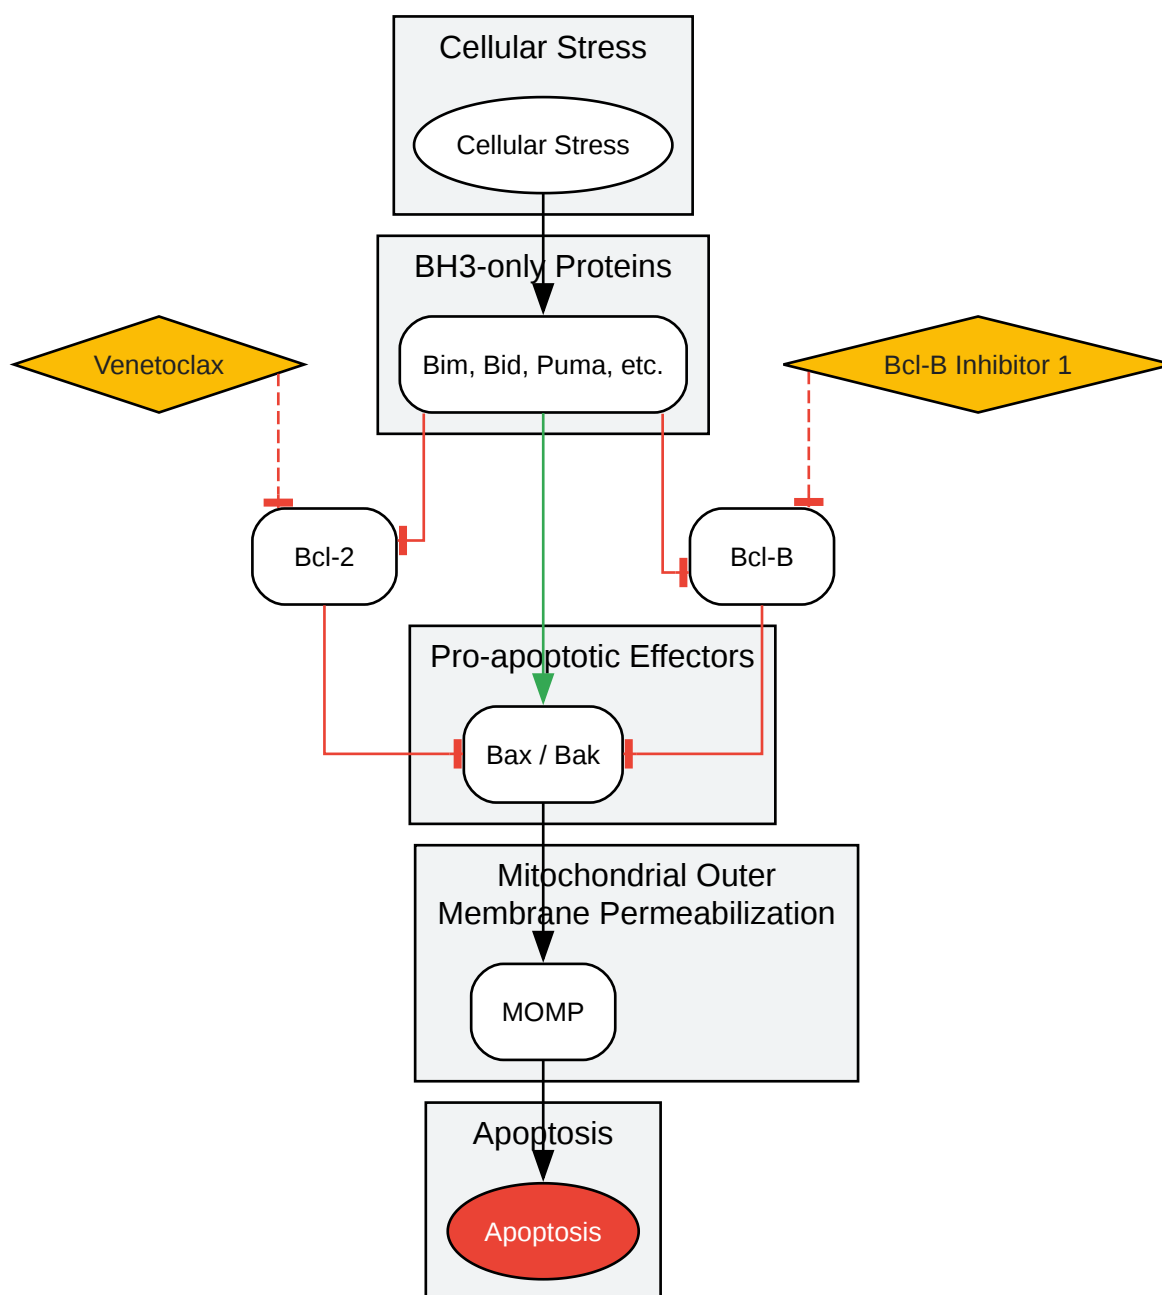 Cellular Stress
Cellular Stress
BH3-only Proteins
Venetoclax
Bim, Bid, Puma, etc.
Bcl-B Inhibitor 1
Bcl-2
Bcl-B
Pro-apoptotic Effectors
Bax / Bak
Mitochondrial Outer
Membrane Permeabilization
MOMP
Apoptosis
Apoptosis